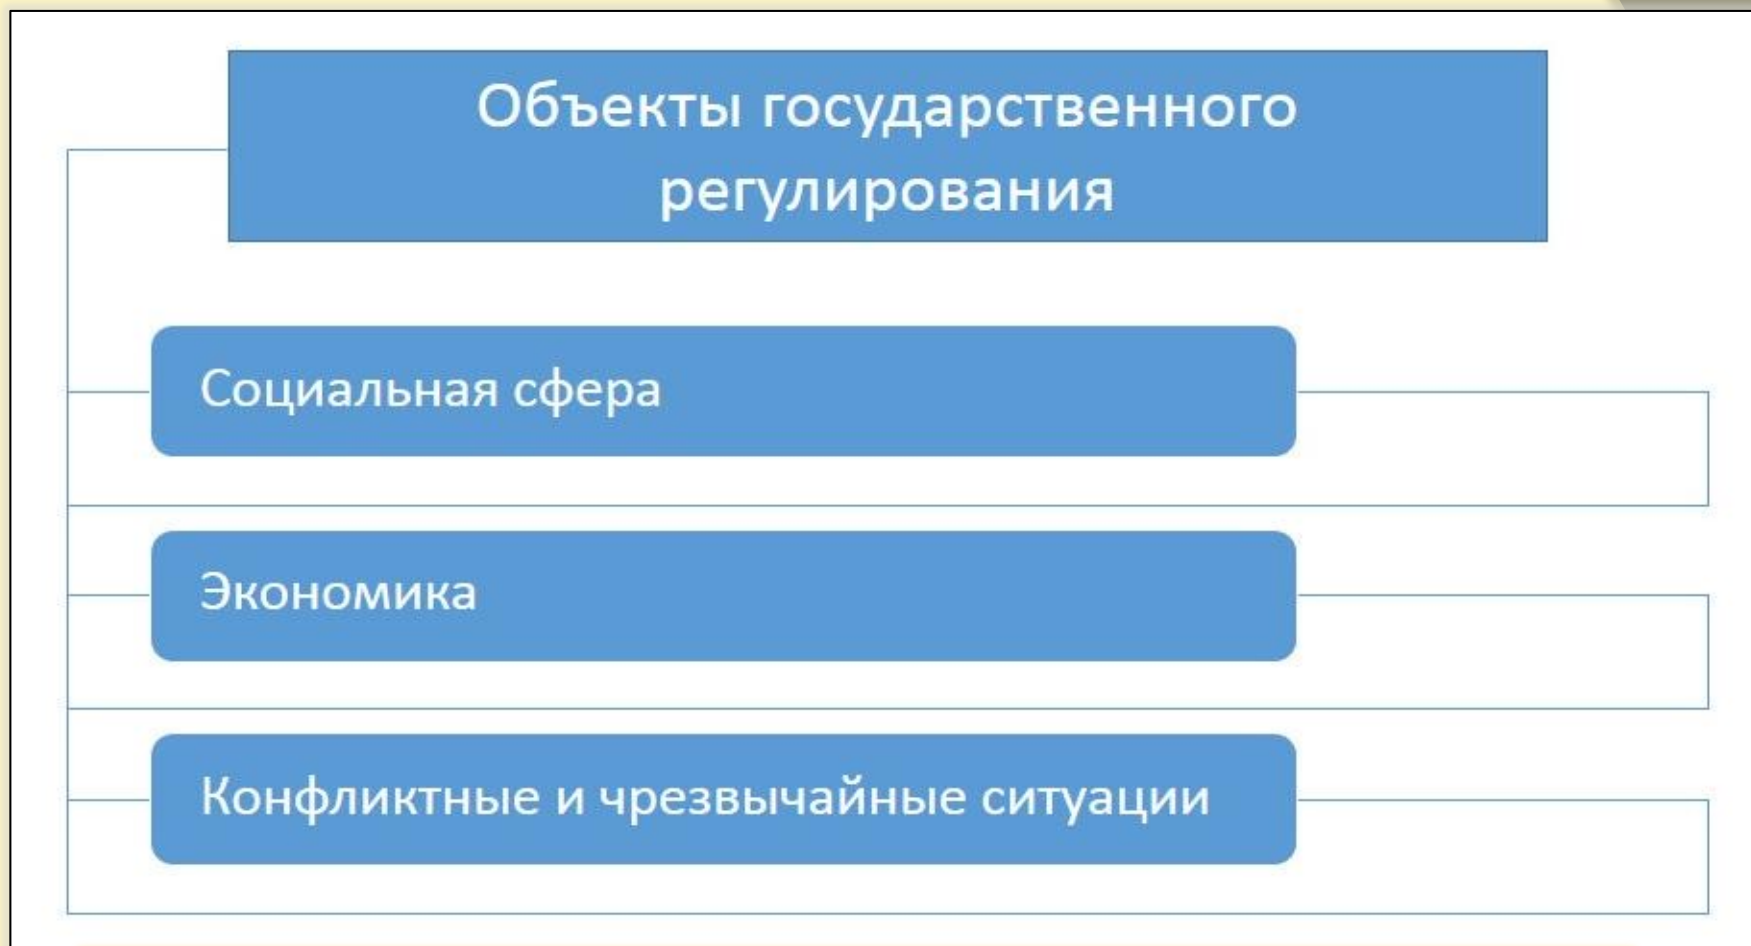 Объекты государственного
регулирования
Социальная сфера
Экономика
Конфликтные и чрезвычайные ситуации